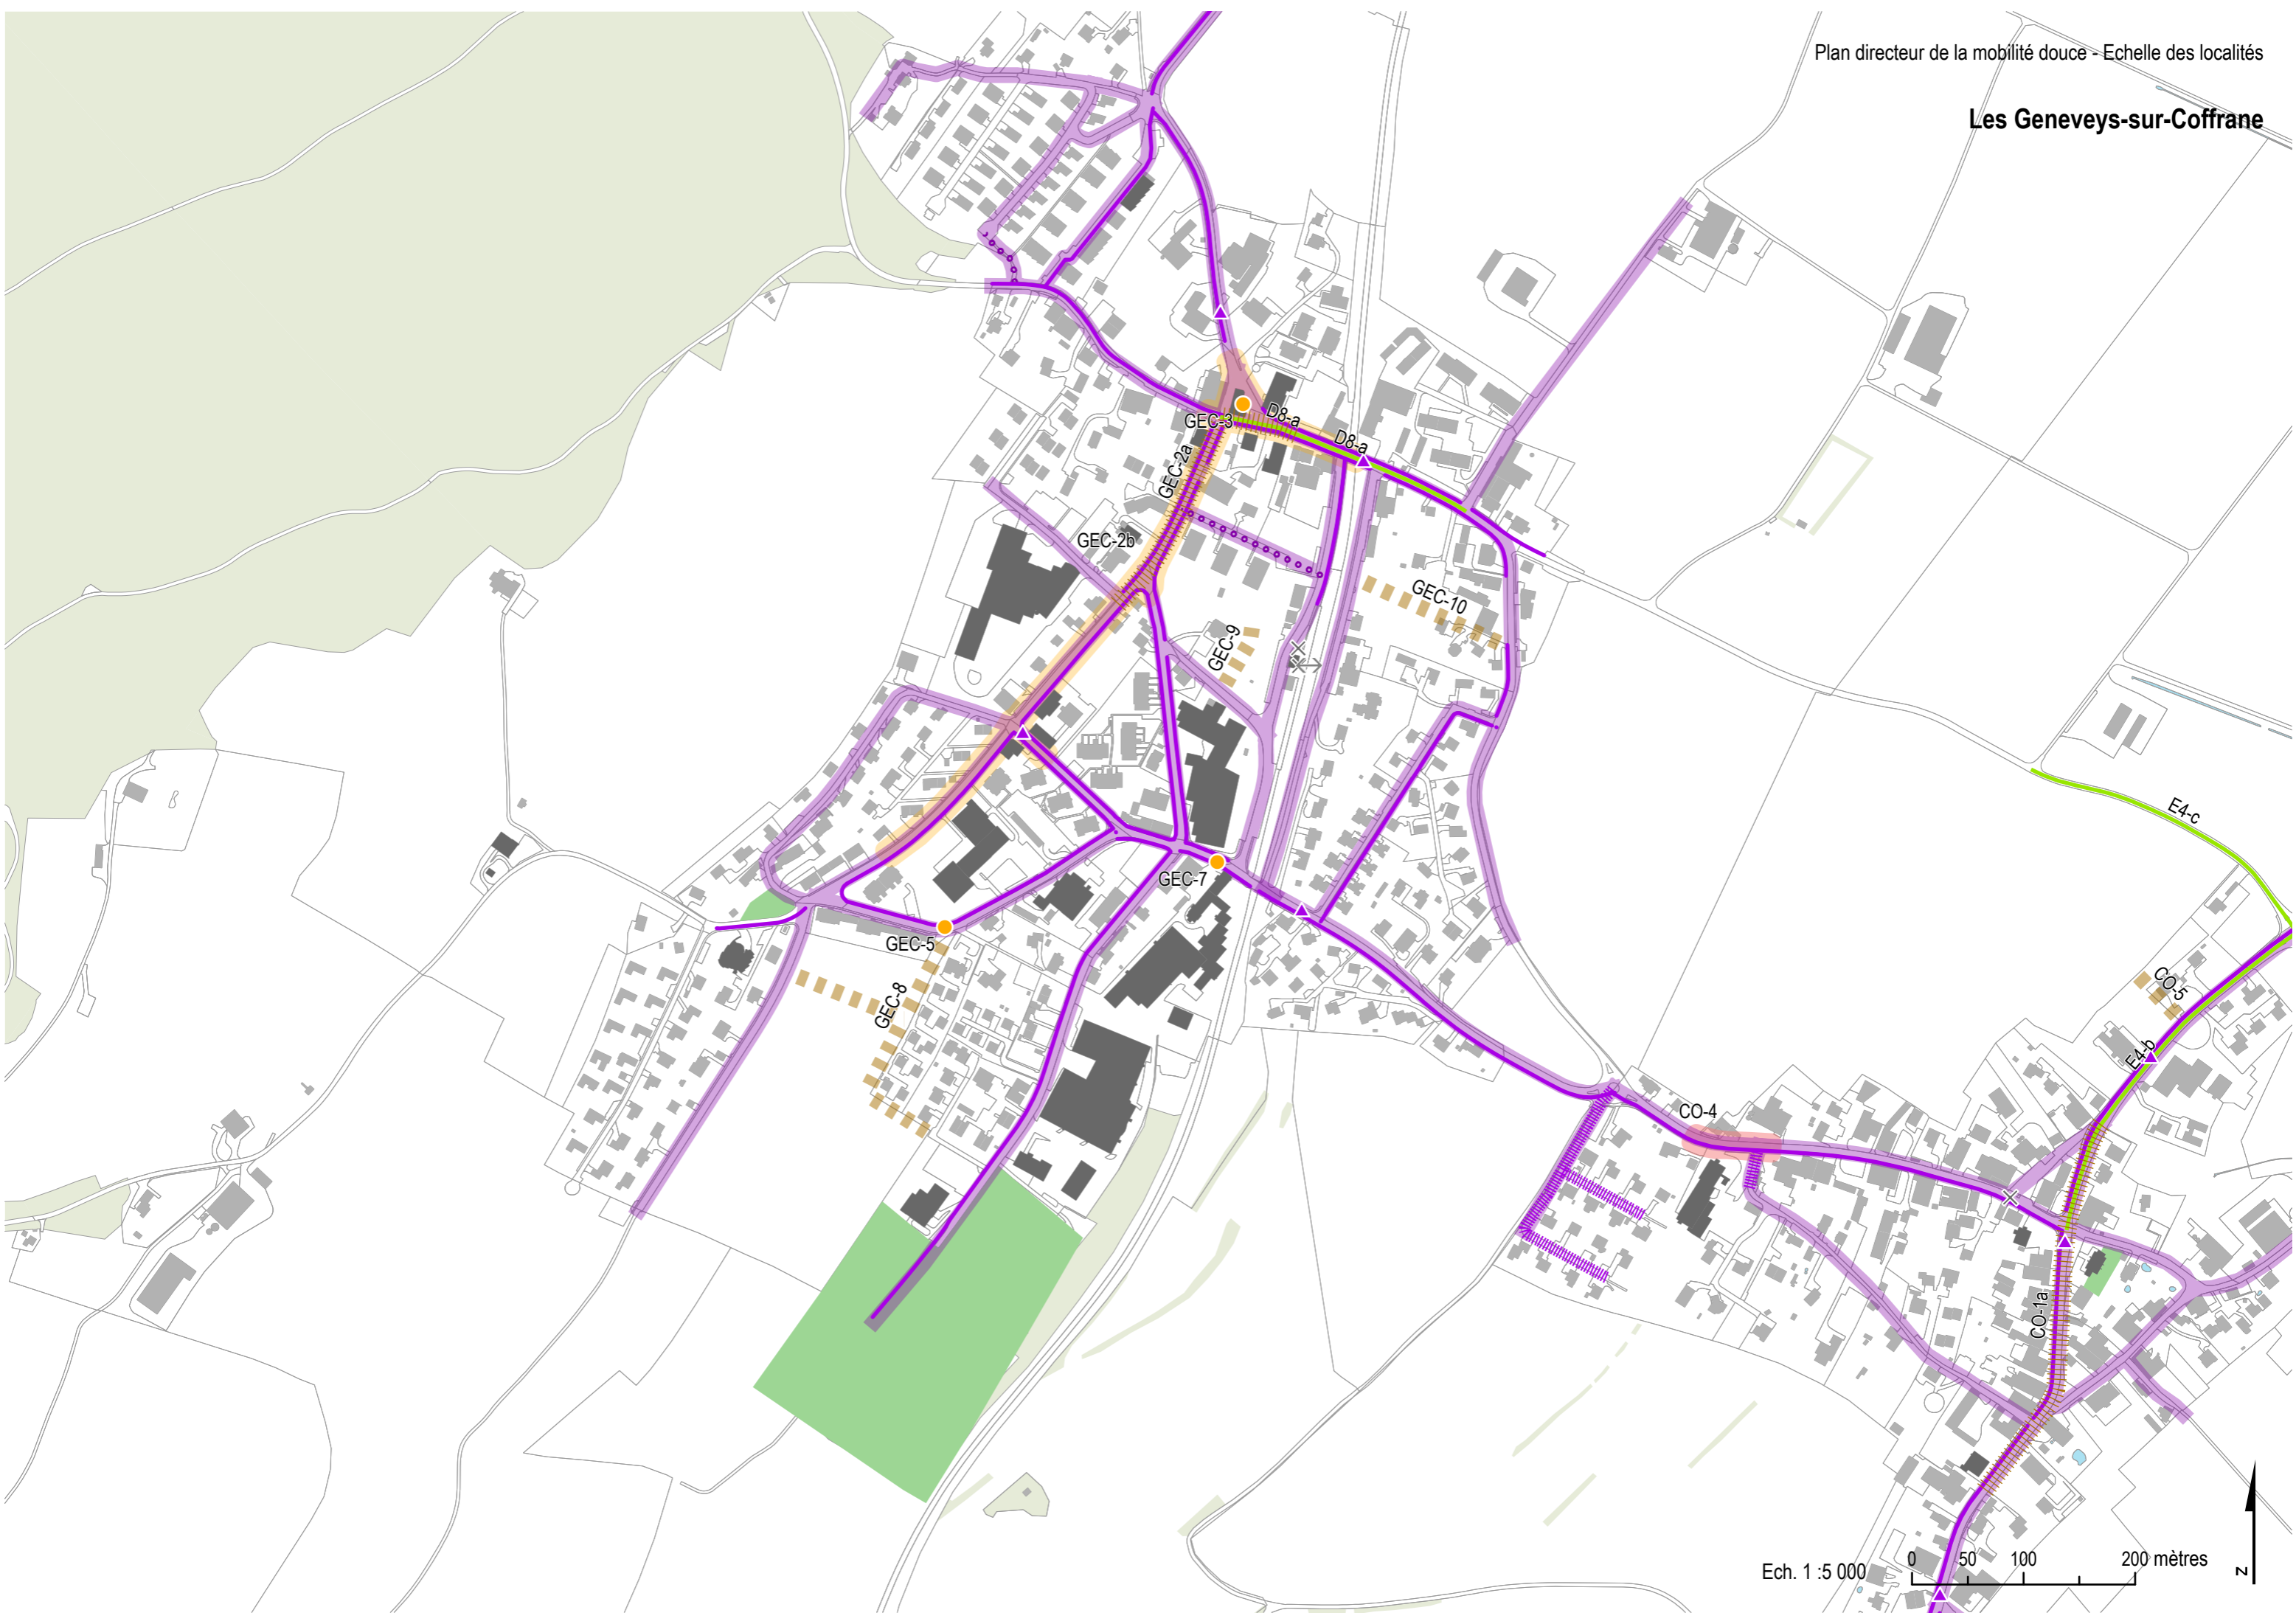 Plan directeur de la mobilité douce - Echelle des localités
Les Geneveys-sur-Coffrane
GEC-3
D8-a
D8-a
GEC-2a
GEC-2b
GEC-10
GEC-9
E4-c
GEC-7
GEC-5
GEC-8
CO-5
E4-b
CO-4
CO-1a
Ech. 1 :5 000
0 50 100 200 mètres
N